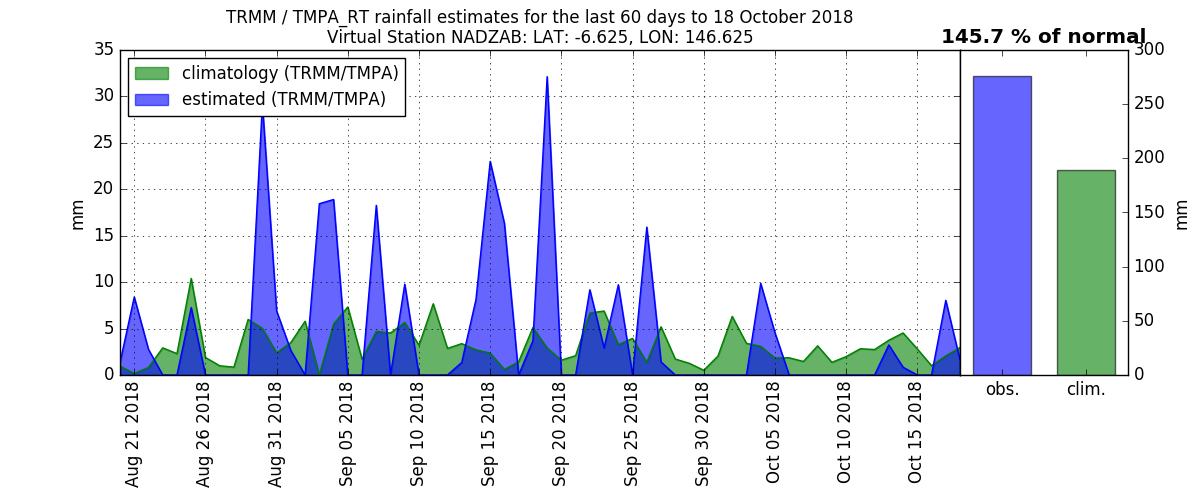 TRMM / TMPA_RT rainfall estimates for the last 60 days to 18 October 2018
Virtual Station NADZAB: LAT: -6.625, LON: 146.625
145.7 % of normal
climatology (TRMM/TMPA)
estimated (TRMM/TMPA)
35
30
25
20
15
10
5
0
mm
Aug 21 2018
Aug 26 2018
Aug 31 2018
Sep 05 2018
Sep 10 2018
Sep 15 2018
Sep 20 2018
Sep 25 2018
Sep 30 2018
Oct 05 2018
Oct 10 2018
Oct 15 2018
300
250
200
150
100
50
0
mm
obs.
clim.